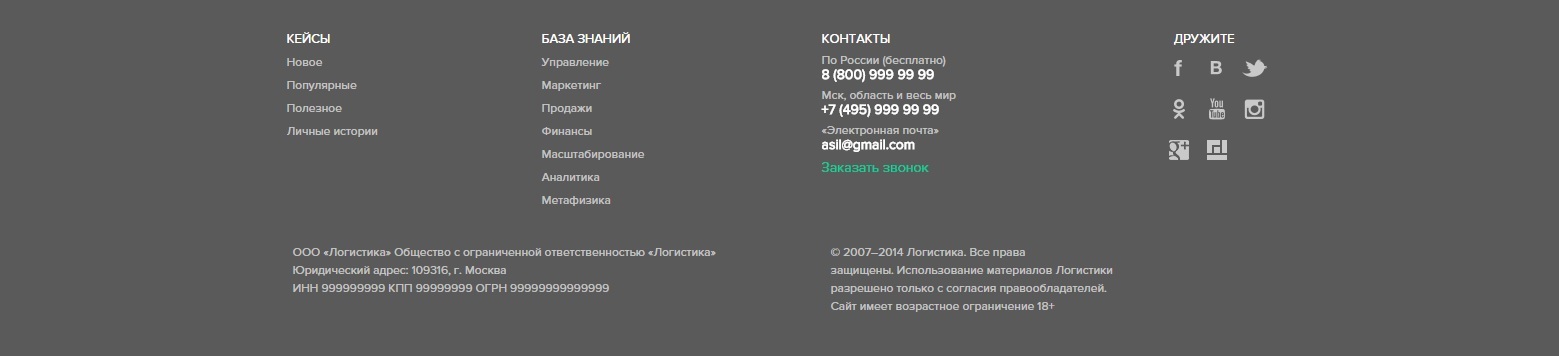 КЕЙСЫ
Новое
Популярные
Полезное
Личные истории
БАЗА ЗНАНИЙ
Управление
Маркетинг
Продажи
Финансы
Масштабирование
Аналитика
Метафизика
КОНТАКТЫ
По России (бесплатно)
8 (800) 999 99 99
Мск, область и весь мир
+7 (495) 999 99 99
«Электронная почта»
asil@gmail.com
Заказать звонок
ДРУЖИТЕ
f B
You
Tube
g+
ООО «Логистика» Общество с ограниченной ответственностью «Логистика»
Юридический адрес: 109316, г. Москва
ИНН 999999999 КПП 99999999 ОГРН 99999999999999
© 2007–2014 Логистика. Все права
защищены. Использование материалов Логистики
разрешено только с согласия правообладателей.
Сайт имеет возрастное ограничение 18+